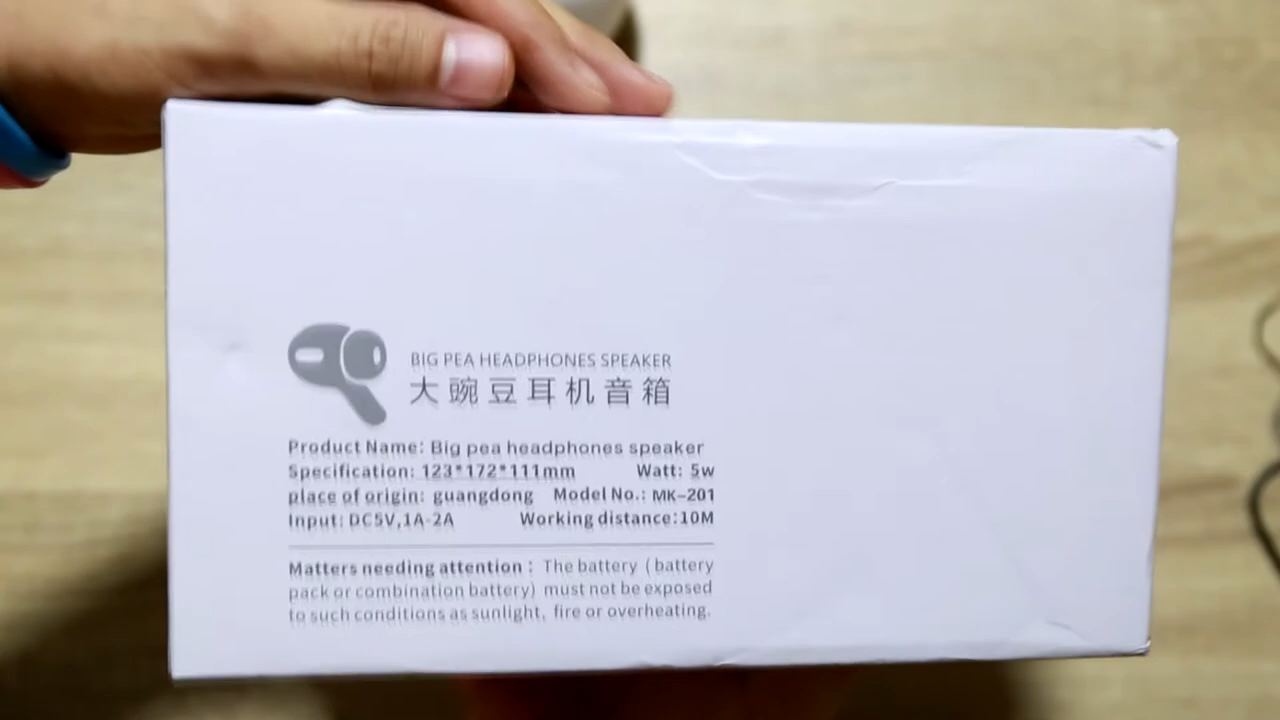 BIG PEA HEADPHONES SPEAKER
大豌豆耳机音箱
Product Name: Big pea headphones speaker
Specification: 123*172*111mm Watt: 5w
place of origin: guangdong Model No.: MK-201
Input: DC5V,1A-2A Working distance:10M
Matters needing attention : The battery (battery
pack or combination battery) must not be exposed
to such conditions as sunlight, fire or overheating.